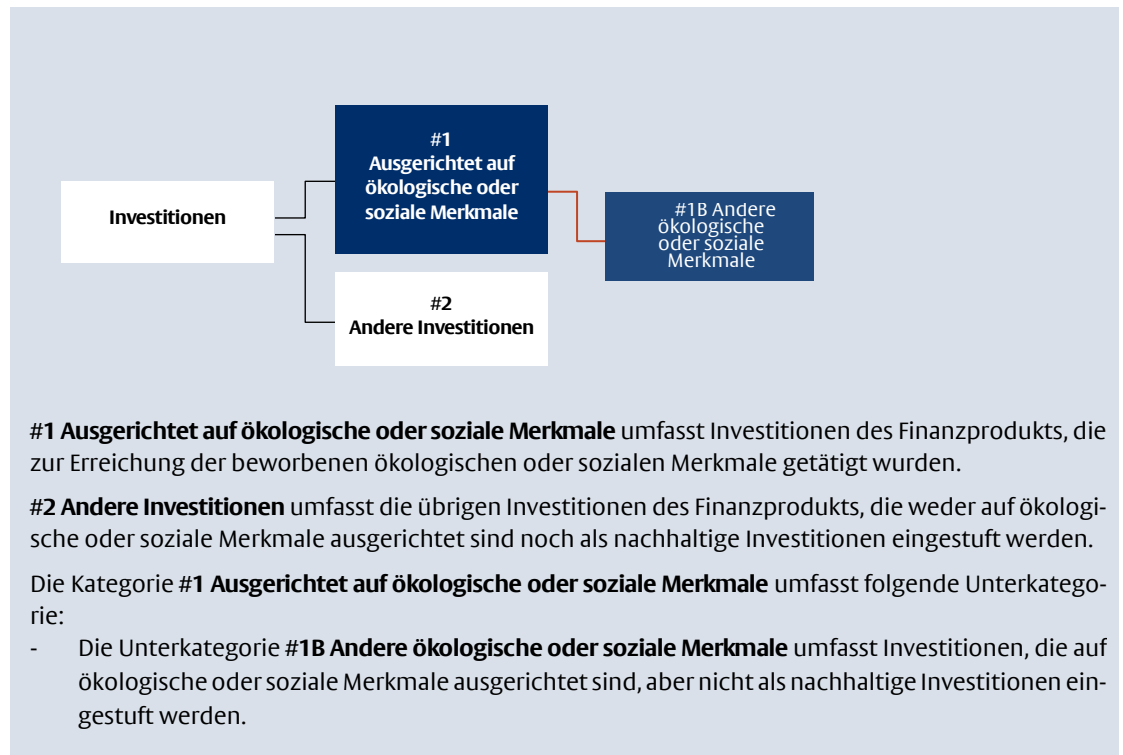 #1
Ausgerichtet auf
ökologische oder
soziale Merkmale
Investitionen
#1B Andere
ökologische
oder soziale
Merkmale
#2
Andere Investitionen
#1 Ausgerichtet auf ökologische oder soziale Merkmale umfasst Investitionen des Finanzprodukts, die
zur Erreichung der beworbenen ökologischen oder sozialen Merkmale getätigt wurden.
#2 Andere Investitionen umfasst die übrigen Investitionen des Finanzprodukts, die weder auf ökologi-
sche oder soziale Merkmale ausgerichtet sind noch als nachhaltige Investitionen eingestuft werden.
Die Kategorie #1 Ausgerichtet auf ökologische oder soziale Merkmale umfasst folgende Unterkatego-
rie:
- Die Unterkategorie #1B Andere ökologische oder soziale Merkmale umfasst Investitionen, die auf
ökologische oder soziale Merkmale ausgerichtet sind, aber nicht als nachhaltige Investitionen ein-
gestuft werden.